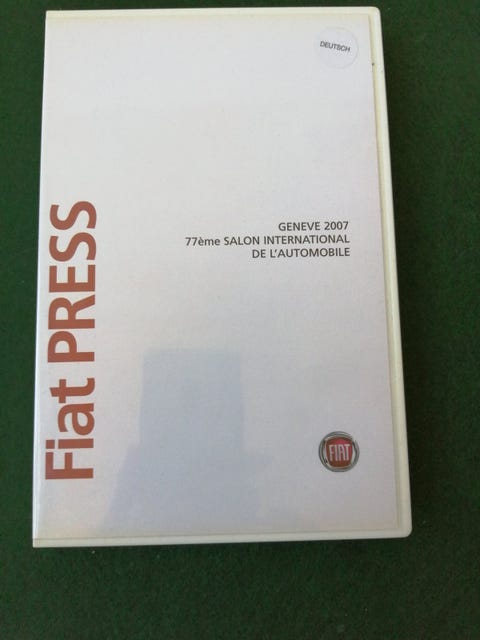 DEUTSCH
GENEVE 2007
77ème SALON INTERNATIONAL
DE L'AUTOMOBILE
Fiat PRESS
FIAT